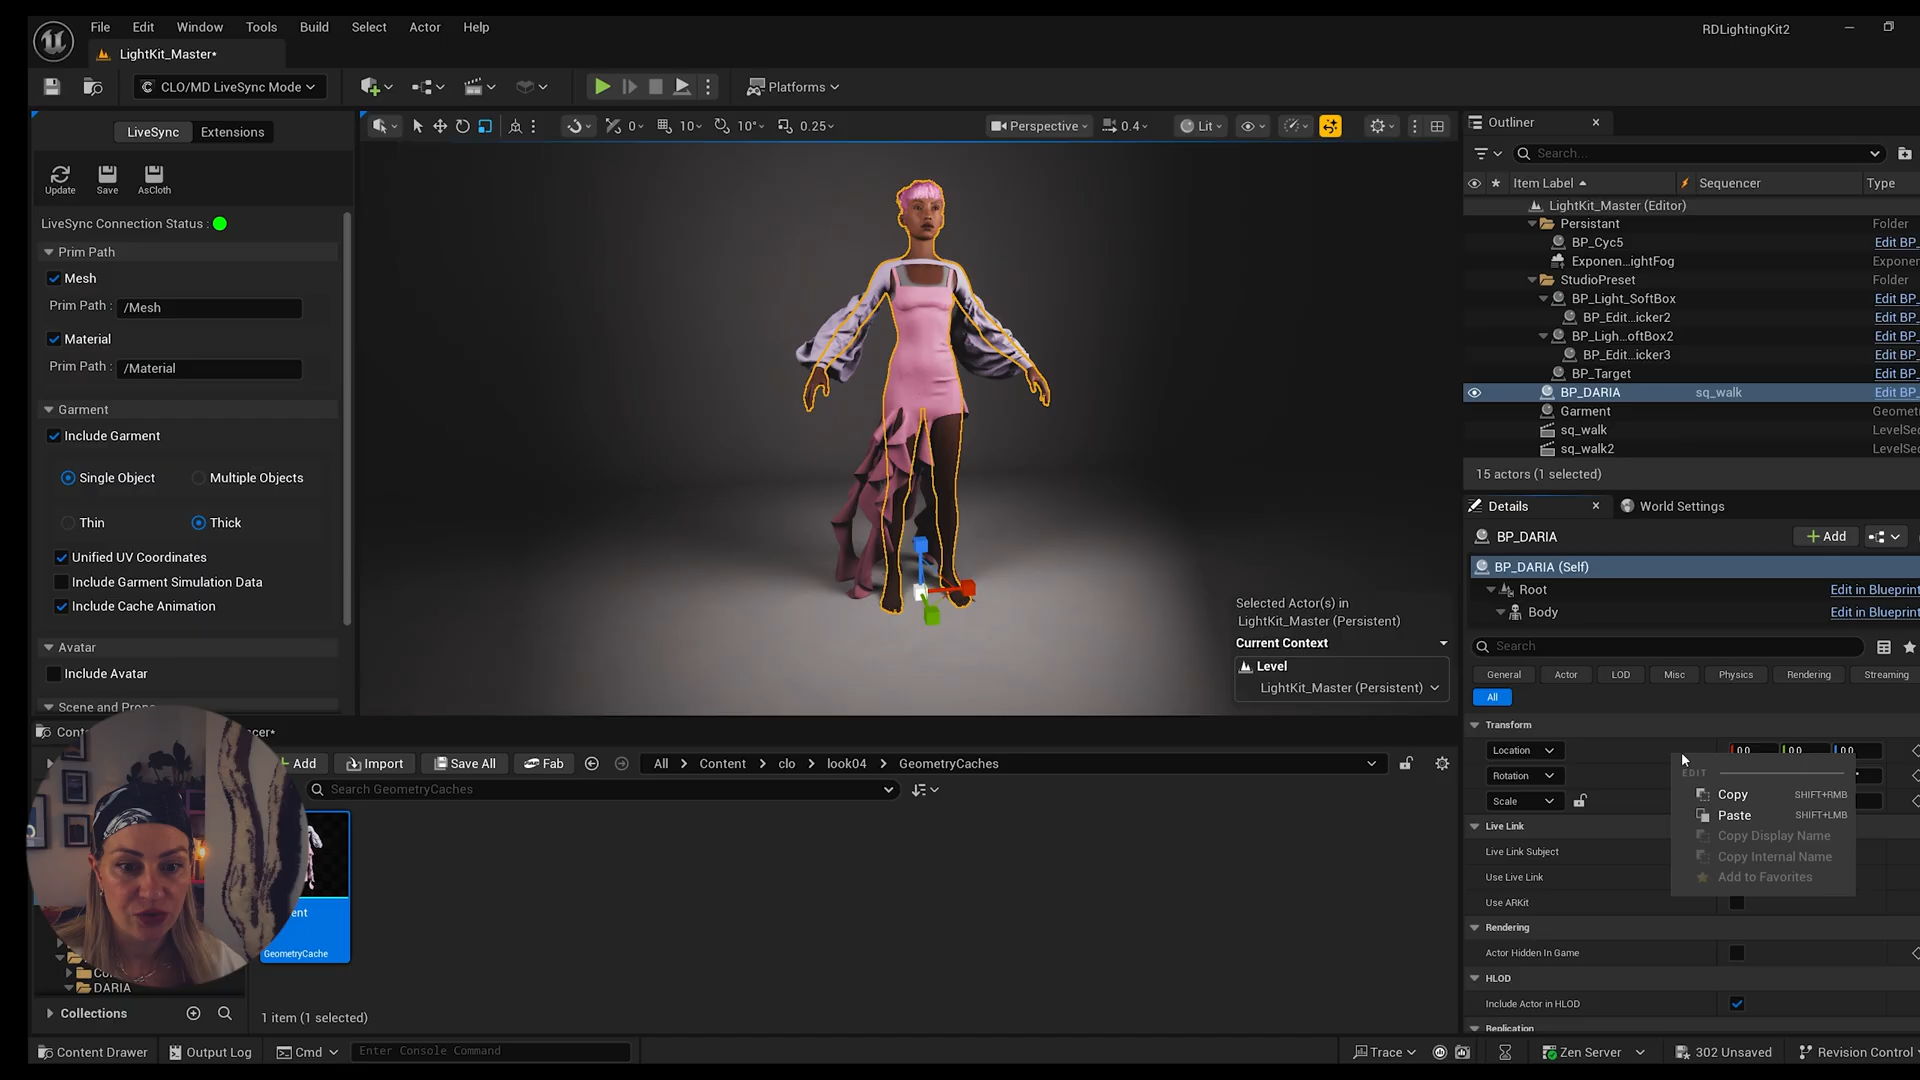 File Edit Window Tools Build Select Actor Help
RDLightingKit2
LightKit_Master*
CLO/MD LiveSync Mode
Platforms
LiveSync Extensions
Update Save AsCloth
LiveSync Connection Status :
Prim Path
Mesh
Prim Path : /Mesh
Material
Prim Path : /Material
Garment
Include Garment
Single Object Multiple Objects
Thin Thick
Unified UV Coordinates
Include Garment Simulation Data
Include Cache Animation
Avatar
Include Avatar
0 10 10° 0.25
Perspective 0.4 Lit
Selected Actor(s) in
LightKit_Master (Persistent)
Current Context
Level
LightKit_Master (Persistent)
Outliner
Search...
Item Label Sequencer Type
LightKit_Master (Editor)
Persistant Folder
BP_Cyc5 Edit BP_
Exponen...ightFog Exponen
StudioPreset Folder
BP_Light_SoftBox Edit BP_
BP_Edit...icker2 Edit BP_
BP_Ligh...oftBox2 Edit BP_
BP_Edit...icker3 Edit BP_
BP_Target Edit BP_
BP_DARIA sq_walk Edit BP_
Garment Geomet
sq_walk LevelSec
sq_walk2 LevelSec
15 actors (1 selected)
Details World Settings
BP_DARIA
Add
BP_DARIA (Self)
Root Edit in Blueprint
Body Edit in Blueprint
Search
General Actor LOD Misc Physics Rendering Streaming
All
Transform
Location 0.0 0.0 0.0
Rotation
Scale
EDIT
Copy SHIFT+RMB
Paste SHIFT+LMB
Copy Display Name
Copy Internal Name
Add to Favorites
Live Link
Live Link Subject
Use Live Link
Use ARKit
Rendering
Actor Hidden In Game
HLOD
Include Actor in HLOD
Replication
Add Import Save All Fab All Content clo look04 GeometryCaches
Search GeometryCaches
GeometryCache
DARIA
Collections
1 item (1 selected)
Content Drawer Output Log Cmd Enter Console Command
Trace Zen Server 302 Unsaved Revision Control